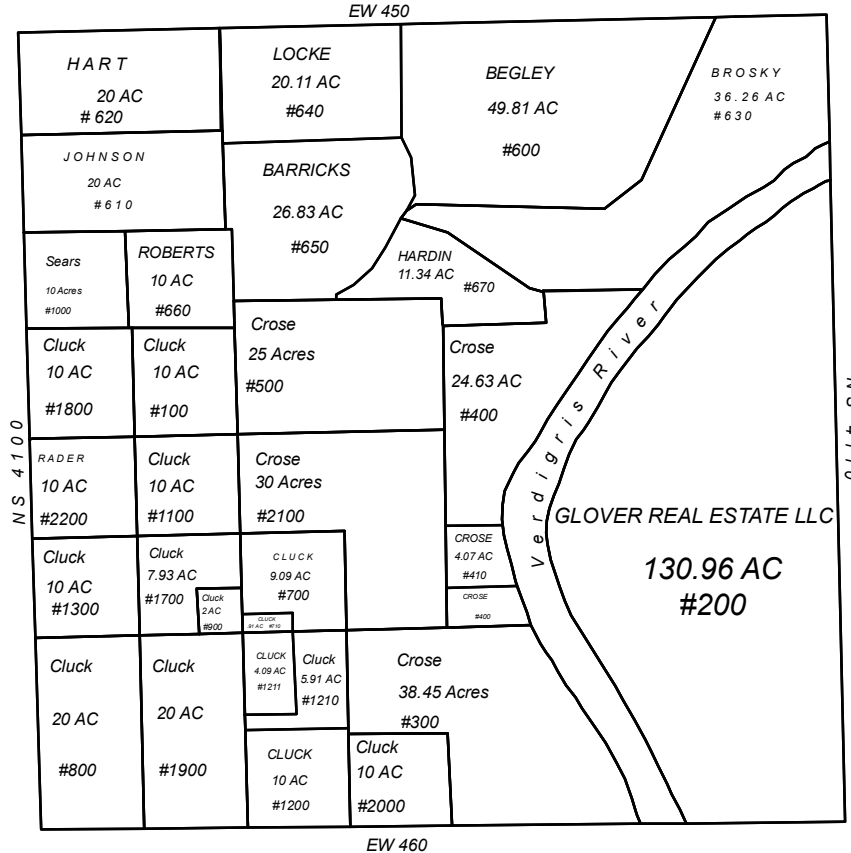 EW 450
HART
20 AC
# 620
LOCKE
20.11 AC
#640
BEGLEY
49.81 AC
#600
BROSKY
36.26 AC
#630
JOHNSON
20 AC
#610
BARRICKS
26.83 AC
#650
HARDIN
11.34 AC
#670
Sears
10 Acres
#1000
ROBERTS
10 AC
#660
Cluck
10 AC
#1800
Cluck
10 AC
#100
Crose
25 Acres
#500
Crose
24.63 AC
#400
Verdigris River
NS 4100
NS 4110
RADER
10 AC
#2200
Cluck
10 AC
#1100
Crose
30 Acres
#2100
GLOVER REAL ESTATE LLC
130.96 AC
#200
Cluck
10 AC
#1300
Cluck
7.93 AC
#1700
Cluck
2 AC
#900
CLUCK
9.09 AC
#700
CLUCK
.91 AC #710
CROSE
4.07 AC
#410
CROSE
#400
Cluck
20 AC
#800
Cluck
20 AC
#1900
CLUCK
4.09 AC
#1211
Cluck
5.91 AC
#1210
Crose
38.45 Acres
#300
CLUCK
10 AC
#1200
Cluck
10 AC
#2000
EW 460